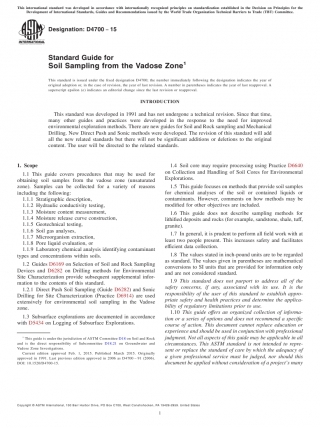 This international standard was developed in accordance with internationally recognized principles on standardization established in the Decision on Principles for the
Development of International Standards, Guides and Recommendations issued by the World Trade Organization Technical Barriers to Trade (TBT) Committee.
Designation: D4700 − 15
INTERNATIONAL
Standard Guide for
Soil Sampling from the Vadose Zone1
This standard is issued under the fixed designation D4700; the number immediately following the designation indicates the year of
original adoption or, in the case of revision, the year of last revision. A number in parentheses indicates the year of last reapproval. A
superscript epsilon (ε) indicates an editorial change since the last revision or reapproval.
INTRODUCTION
This standard was developed in 1991 and has not undergone a technical revision. Since that time,
many other guides and practices were developed in the response to the need for improved
environmental exploration methods. There are new guides for Soil and Rock sampling and Mechanical
Drilling. New Direct Push and Sonic methods were developed. The revision of this standard will add
all the new related standards but there will not be significant additions or deletions to the original
content. The user will be directed to the related standards.
1. Scope
1.1 This guide covers procedures that may be used for
obtaining soil samples from the vadose zone (unsaturated
zone). Samples can be collected for a variety of reasons
including the following:
1.1.1 Stratigraphic description,
1.1.2 Hydraulic conductivity testing,
1.1.3 Moisture content measurement,
1.1.4 Moisture release curve construction,
1.1.5 Geotechnical testing,
1.1.6 Soil gas analyses,
1.1.7 Microorganism extraction,
1.1.8 Pore liquid extraction, or
1.1.9 Laboratory chemical analysis identifying contaminant
types and concentrations within soils.
1.2 Guides D6169 on Selection of Soil and Rock Sampling
Devices and D6282 on Drilling methods for Environmental
Site Characterization provide subsequent supplemental infor-
mation to the contents of this standard.
1.2.1 Direct Push Soil Sampling (Guide D6282) and Sonic
Drilling for Site Characterization (Practice D6914) are used
extensively for environmental soil sampling in the Vadose
zone.
1.3 Subsurface explorations are documented in accordance
with D5434 on Logging of Subsurface Explorations.
1 This guide is under the jurisdiction of ASTM Committee D18 on Soil and Rock
and is the direct responsibility of Subcommittee D18.21 on Groundwater and
Vadose Zone Investigations.
Current edition approved Feb. 1, 2015. Published March 2015. Originally
approved in 1991. Last previous edition approved in 2006 as D4700 – 91 (2006).
DOI: 10.1520/D4700-15.
1.4 Soil cores may require processing using Practice D6640
on Collection and Handling of Soil Cores for Environmental
Explorations.
1.5 This guide focuses on methods that provide soil samples
for chemical analyses of the soil or contained liquids or
contaminants. However, comments on how methods may be
modified for other objectives are included.
1.6 This guide does not describe sampling methods for
lithified deposits and rocks (for example, sandstone, shale, tuff,
granite).
1.7 In general, it is prudent to perform all field work with at
least two people present. This increases safety and facilitates
efficient data collection.
1.8 The values stated in inch-pound units are to be regarded
as standard. The values given in parentheses are mathematical
conversions to SI units that are provided for information only
and are not considered standard.
1.9 This standard does not purport to address all of the
safety concerns, if any, associated with its use. It is the
responsibility of the user of this standard to establish appro-
priate safety and health practices and determine the applica-
bility of regulatory limitations prior to use.
1.10 This guide offers an organized collection of informa-
tion or a series of options and does not recommend a specific
course of action. This document cannot replace education or
experience and should be used in conjunction with professional
judgment. Not all aspects of this guide may be applicable in all
circumstances. This ASTM standard is not intended to repre-
sent or replace the standard of care by which the adequacy of
a given professional service must be judged, nor should this
document be applied without consideration of a project's many
Copyright © ASTM International, 100 Barr Harbor Drive, PO Box C700, West Conshohocken, PA 19428-2959. United States
1